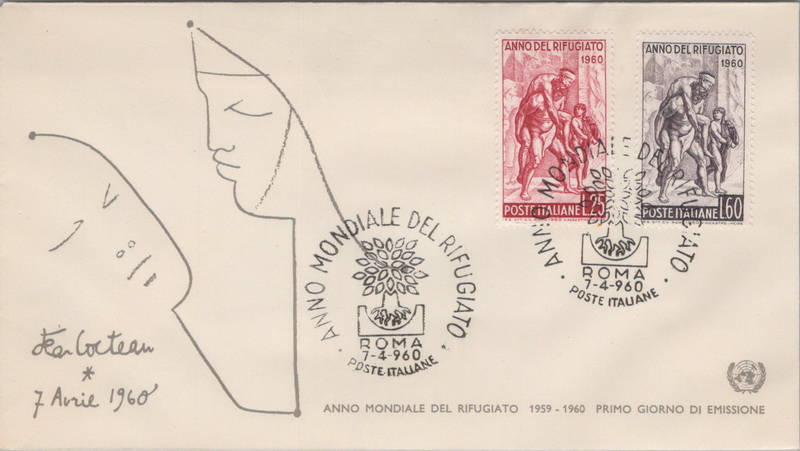 ANNO DEL RIFUGIATO
1960
L.25
POSTE ITALIANE
ANNO DEL RIFUGIATO
1960
POSTE ITALIANE L.60
ANNO MONDIALE DEL RIFUGIATO
ROMA
7-4-960
POSTE ITALIANE
ANNO MONDIALE DEL RIFUGIATO
ROMA
7-4-960
POSTE ITALIANE
Jean Cocteau
*
7 Avril 1960
ANNO MONDIALE DEL RIFUGIATO 1959 - 1960 PRIMO GIORNO DI EMISSIONE